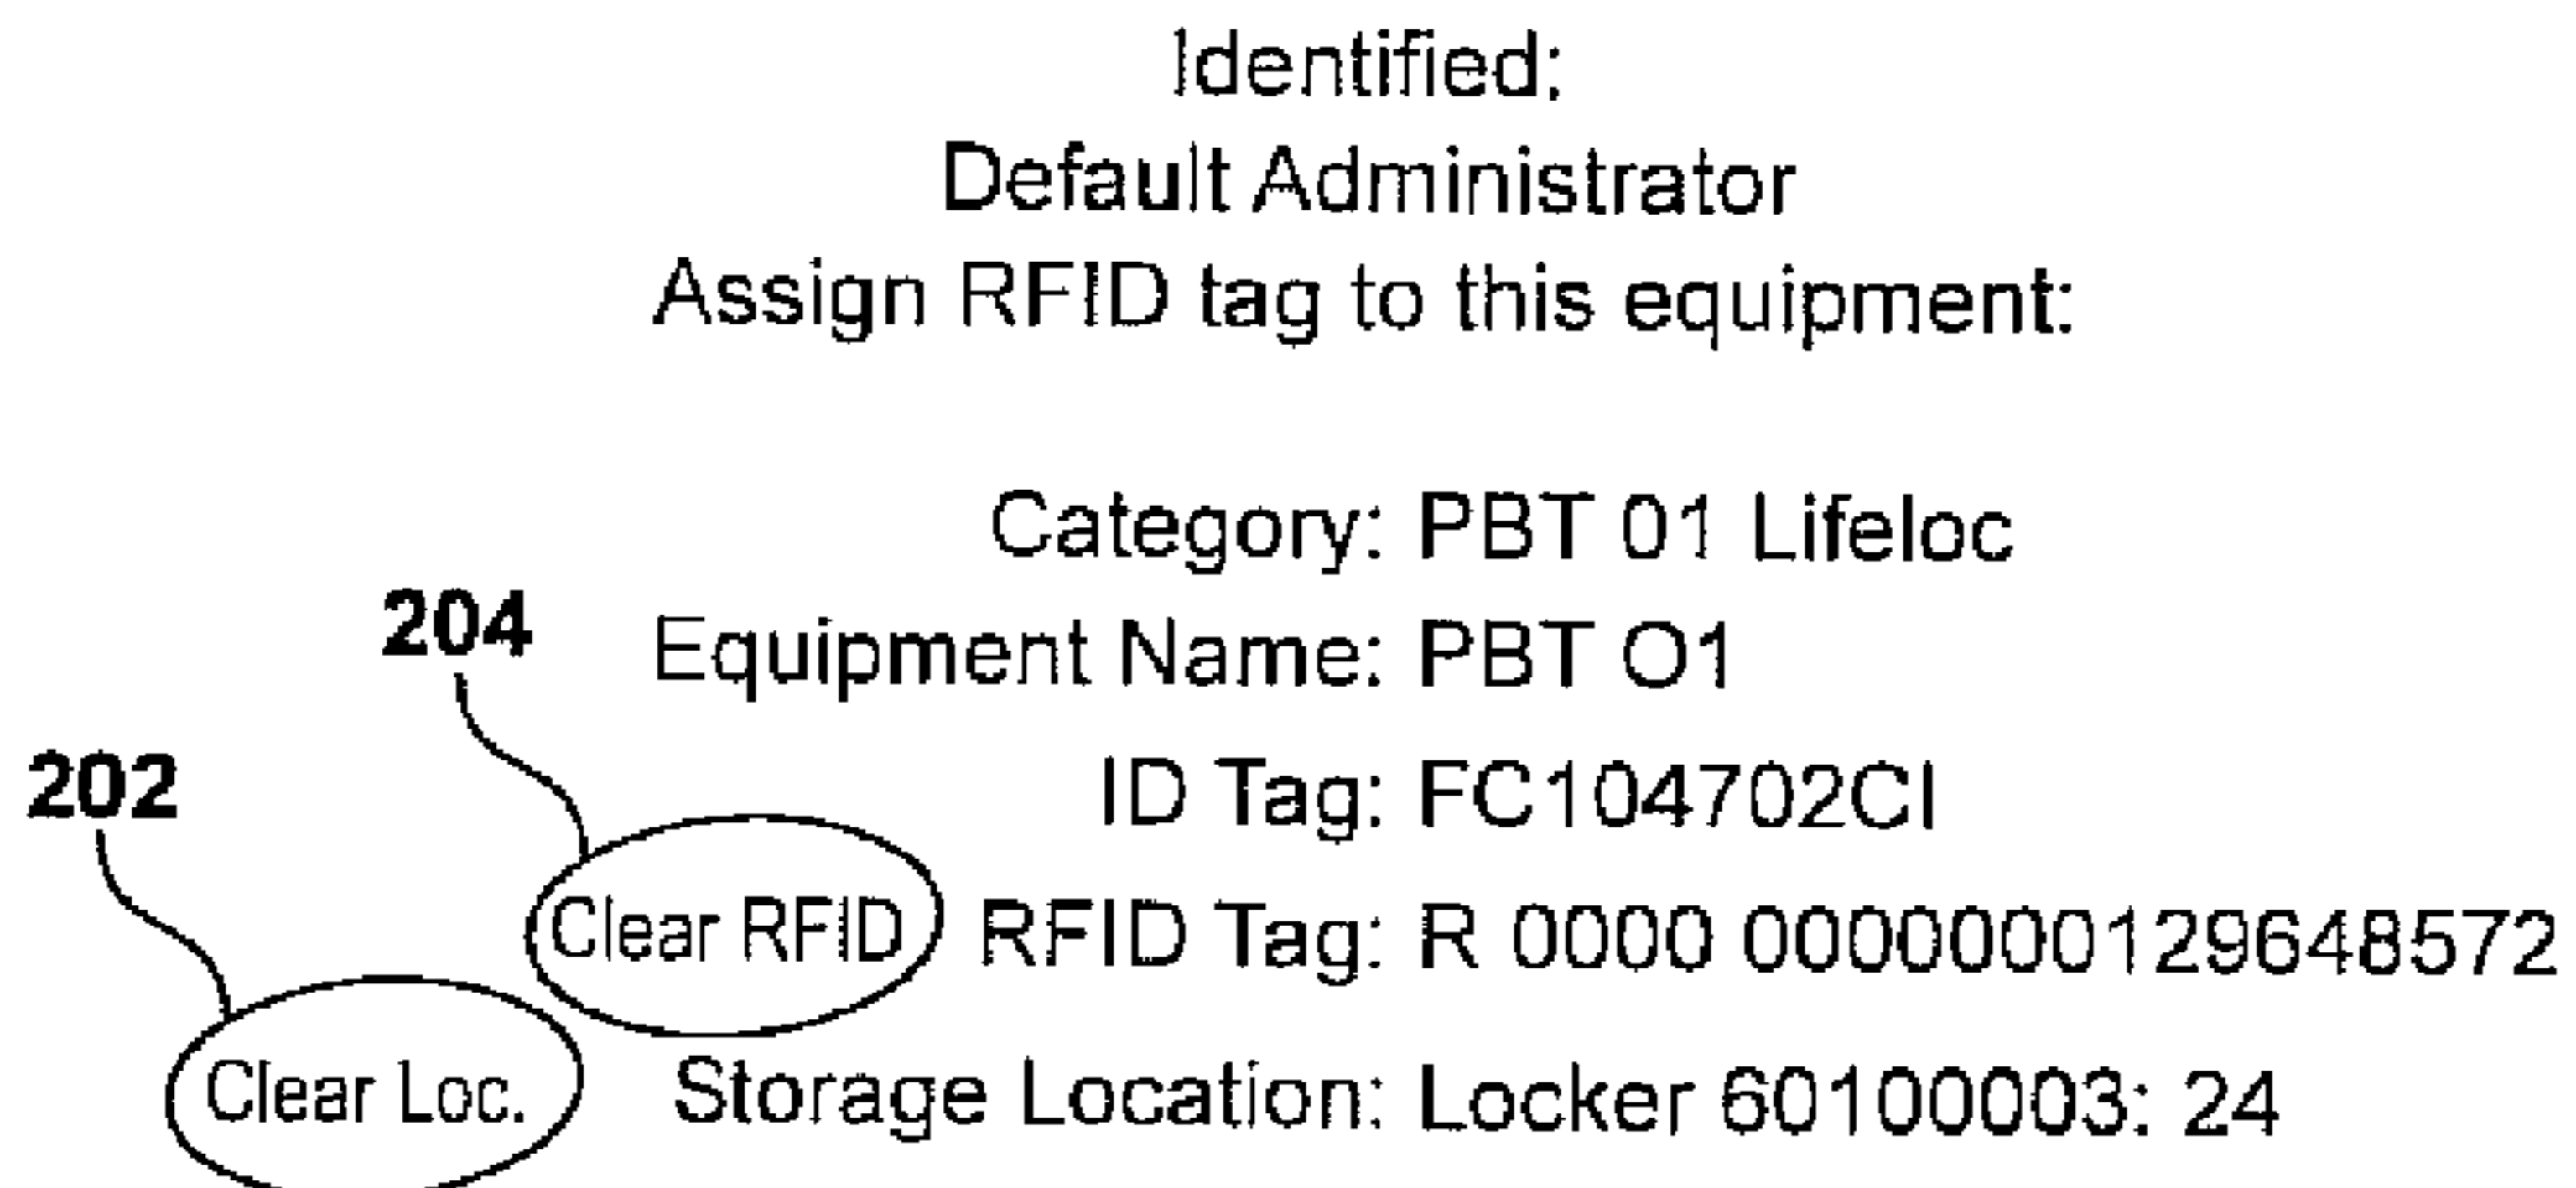 Identified:
Default Administrator
Assign RFID tag to this equipment:
Category: PBT 01 Lifeloc
204
Equipment Name: PBT O1
202
ID Tag: FC104702CI
Clear RFID RFID Tag: R 0000 0000000129648572
Clear Loc. Storage Location: Locker 60100003: 24